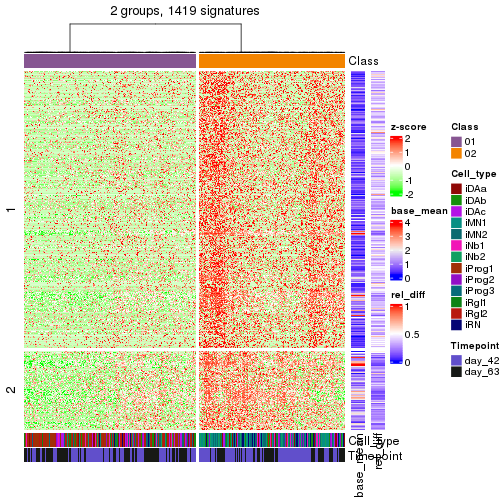 2 groups, 1419 signatures
Class
1
2
Cell_type
Timepoint
base_mean
rel_diff
z-score
2
1
0
-1
-2
base_mean
4
3
2
1
0
rel_diff
1
0.5
0
Class
01
02
Cell_type
iDAa
iDAb
iDAc
iMN1
iMN2
iNb1
iNb2
iProg1
iProg2
iProg3
iRgl1
iRgl2
iRN
Timepoint
day_42
day_63